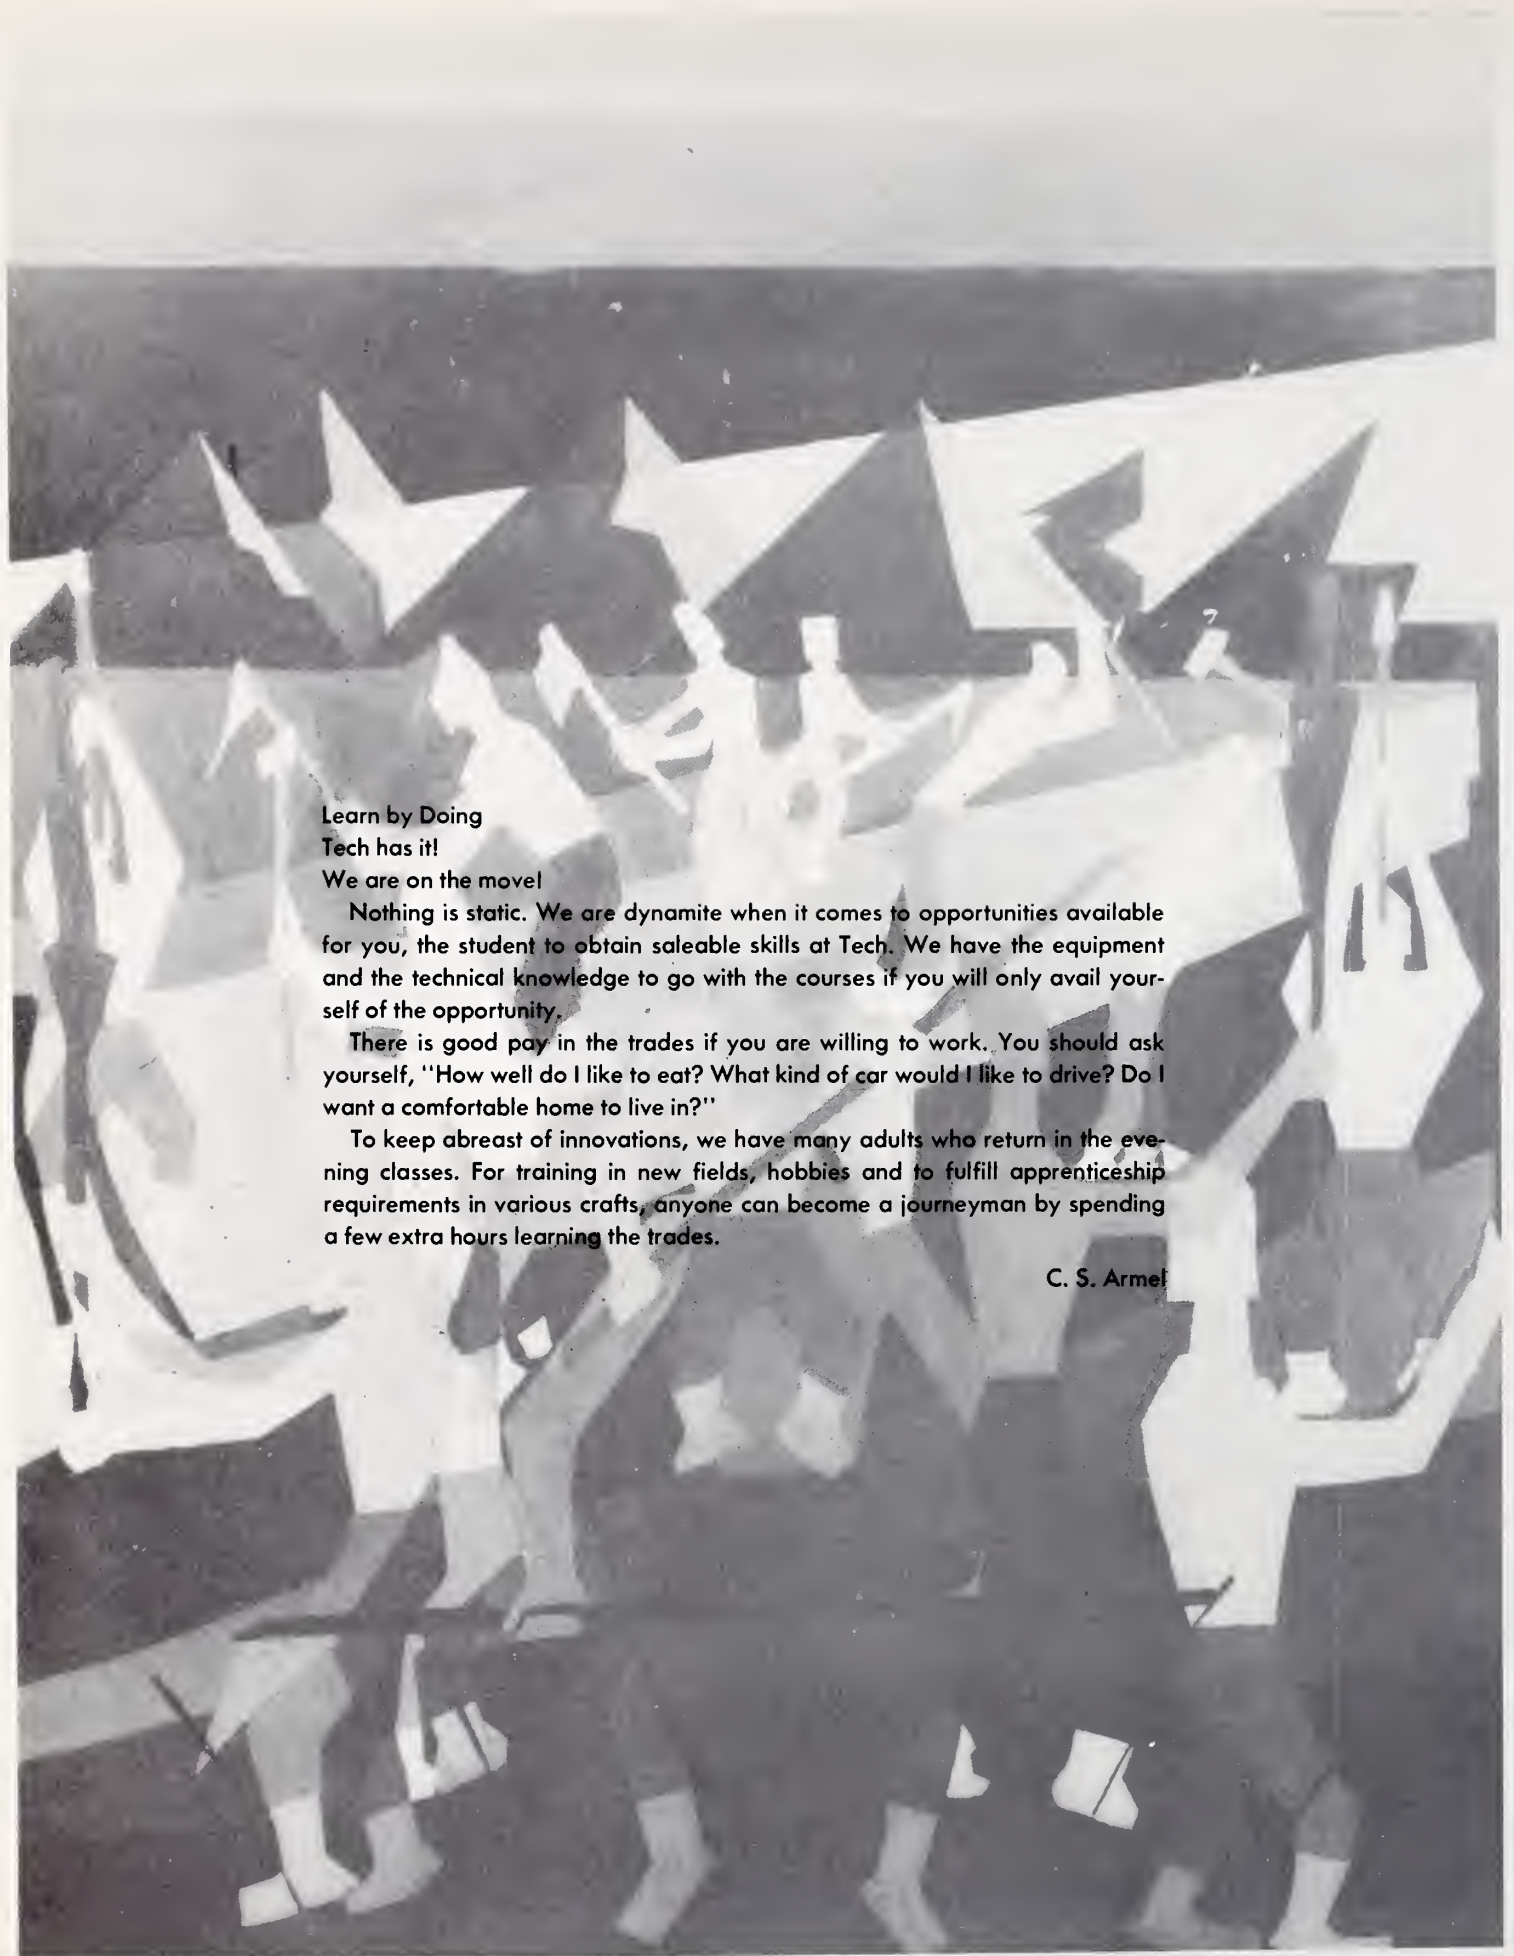 Learn by Doing
Tech has it!
We are on the move!
Nothing is static. We are dynamite when it comes to opportunities available
for you, the student to obtain saleable skills at Tech. We have the equipment
and the technical knowledge to go with the courses if you will only avail your-
self of the opportunity.
There is good pay in the trades if you are willing to work. You should ask
yourself, "How well do I like to eat? What kind of car would I like to drive? Do I
want a comfortable home to live in?"
To keep abreast of innovations, we have many adults who return in the eve-
ning classes. For training in new fields, hobbies and to fulfill apprenticeship
requirements in various crafts, anyone can become a journeyman by spending
a few extra hours learning the trades.
C. S. Armel